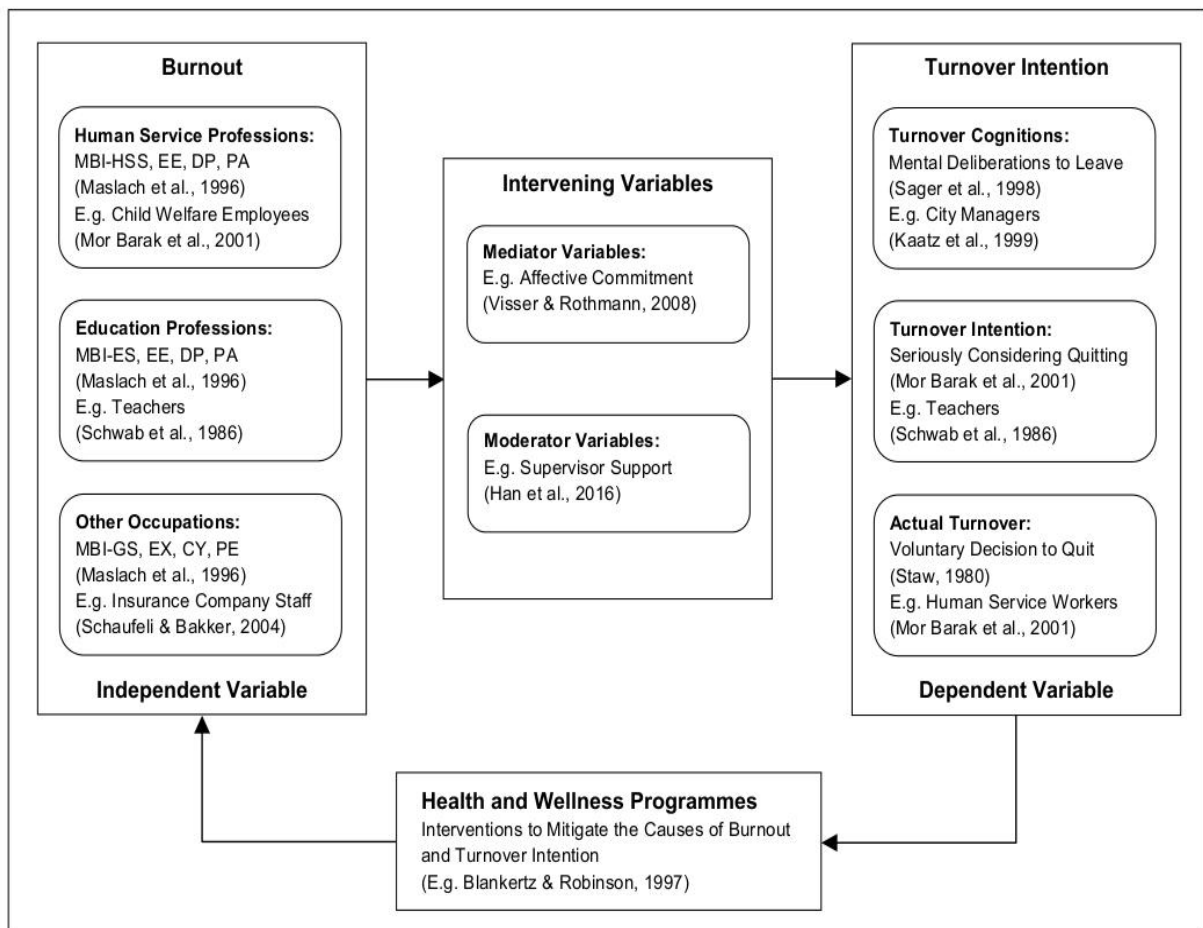 Burnout
Human Service Professions:
MBI-HSS, EE, DP, PA
(Maslach et al., 1996)
E.g. Child Welfare Employees
(Mor Barak et al., 2001)
Education Professions:
MBI-ES, EE, DP, PA
(Maslach et al., 1996)
E.g. Teachers
(Schwab et al., 1986)
Other Occupations:
MBI-GS, EX, CY, PE
(Maslach et al., 1996)
E.g. Insurance Company Staff
(Schaufeli & Bakker, 2004)
Independent Variable
Intervening Variables
Mediator Variables:
E.g. Affective Commitment
(Visser & Rothmann, 2008)
Moderator Variables:
E.g. Supervisor Support
(Han et al., 2016)
Turnover Intention
Turnover Cognitions:
Mental Deliberations to Leave
(Sager et al., 1998)
E.g. City Managers
(Kaatz et al., 1999)
Turnover Intention:
Seriously Considering Quitting
(Mor Barak et al., 2001)
E.g. Teachers
(Schwab et al., 1986)
Actual Turnover:
Voluntary Decision to Quit
(Staw, 1980)
E.g. Human Service Workers
(Mor Barak et al., 2001)
Dependent Variable
Health and Wellness Programmes
Interventions to Mitigate the Causes of Burnout
and Turnover Intention
(E.g. Blankertz & Robinson, 1997)